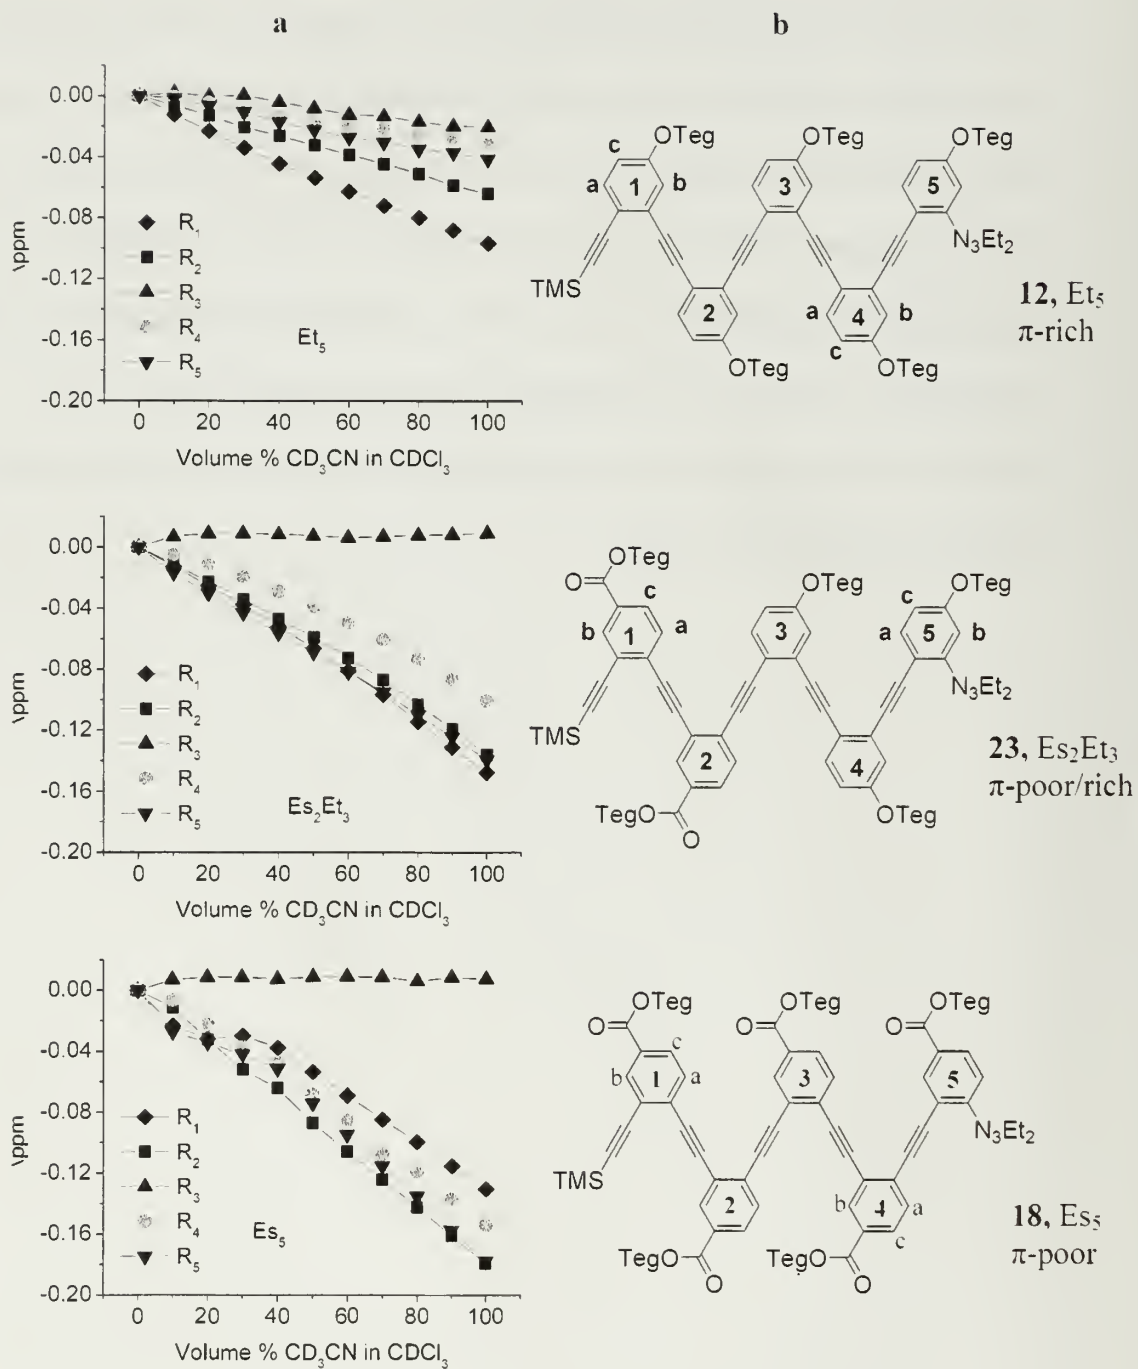 a
b
0.00
-0.04
-0.08
-0.12
-0.16
-0.20
\ppm
R₁
R₂
R₃
R₄
R₅
Et₅
0 20 40 60 80 100
Volume % CD₃CN in CDCl₃
OTeg OTeg OTeg
c
a 1 b 3 5
N₃Et₂
TMS
2 a 4 b
c
OTeg OTeg
12, Et₅
π-rich
0.00
-0.04
-0.08
-0.12
-0.16
-0.20
\ppm
R₁
R₂
R₃
R₄
R₅
Es₂Et₃
0 20 40 60 80 100
Volume % CD₃CN in CDCl₃
OTeg
O OTeg OTeg
c c
b 1 a 3 a 5 b
N₃Et₂
TMS
2 4
TegO OTeg
O
23, Es₂Et₃
π-poor/rich
0.00
-0.04
-0.08
-0.12
-0.16
-0.20
\ppm
R₁
R₂
R₃
R₄
R₅
Es₅
0 20 40 60 80 100
Volume % CD₃CN in CDCl₃
OTeg OTeg OTeg
O O O
c
b 1 a 3 5
N₃Et₂
TMS
2 b 4 a
c
TegO TegO
O O
18, Es₅
π-poor